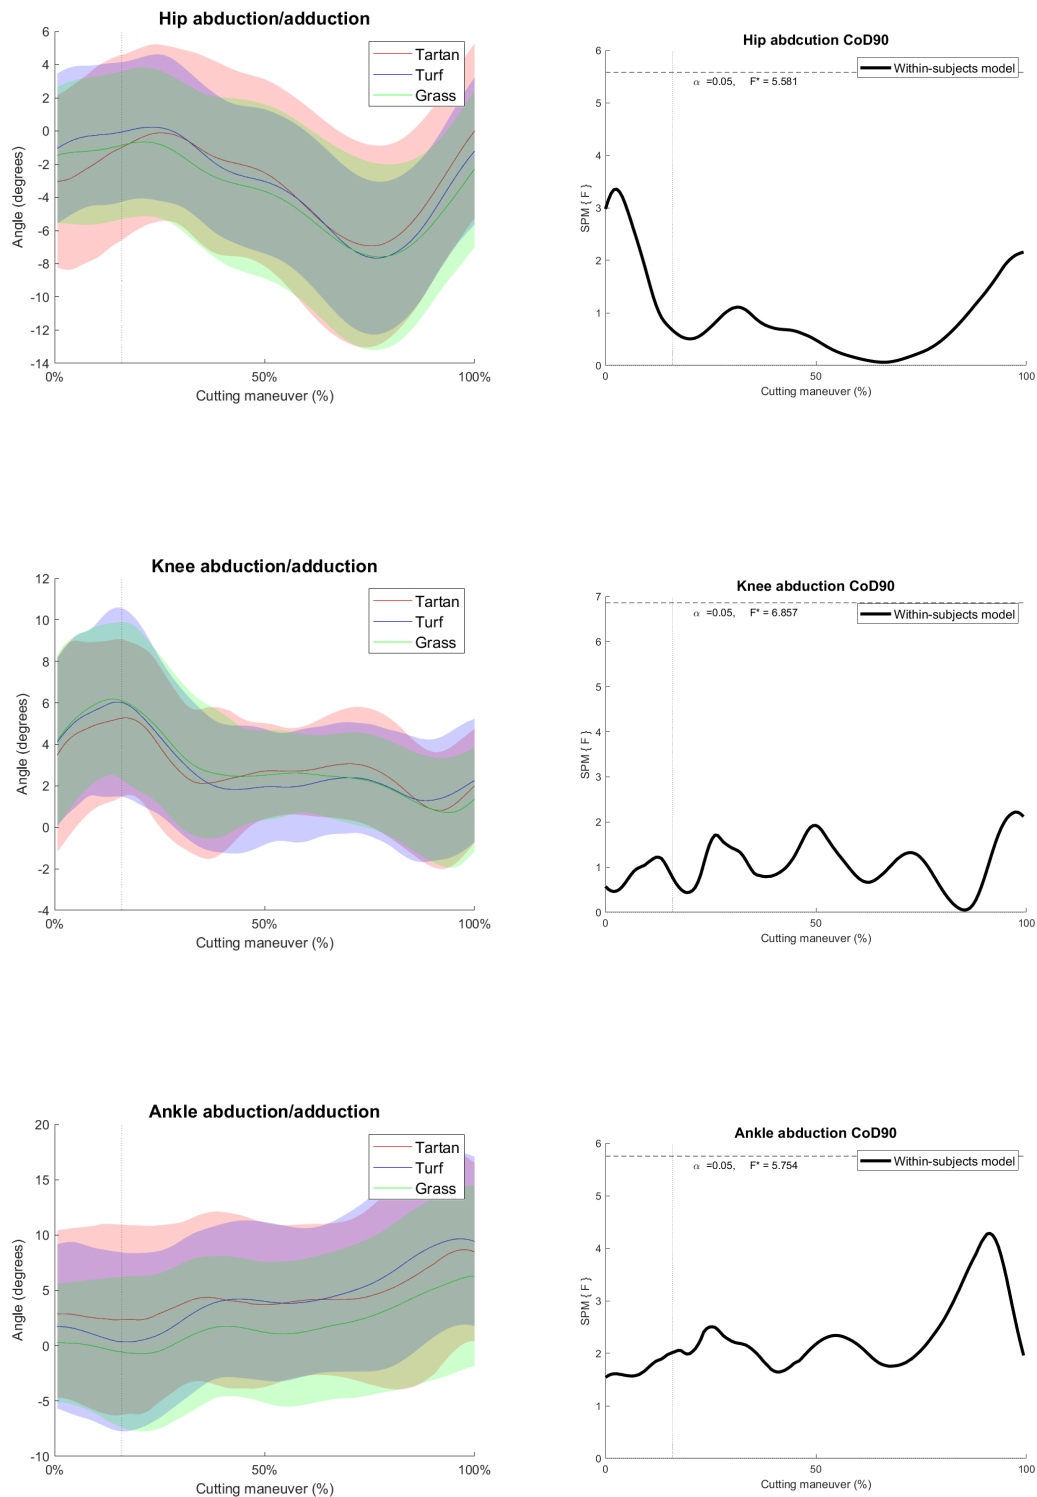 Hip abduction/adduction
6
4
2
0
-2
-4
-6
-8
-10
-12
-14
Angle (degrees)
Tartan
Turf
Grass
0%
50%
100%
Cutting maneuver (%)
Hip abdcution CoD90
6
5
4
3
2
1
0
SPM { F }
Within-subjects model
α =0.05, F* = 5.581
0
50
100
Cutting maneuver (%)
Knee abduction/adduction
12
10
8
6
4
2
0
-2
-4
Angle (degrees)
Tartan
Turf
Grass
0%
50%
100%
Cutting maneuver (%)
Knee abduction CoD90
7
6
5
4
3
2
1
0
SPM { F }
Within-subjects model
α =0.05, F* = 6.857
0
50
100
Cutting maneuver (%)
Ankle abduction/adduction
20
15
10
5
0
-5
-10
Angle (degrees)
Tartan
Turf
Grass
0%
50%
100%
Cutting maneuver (%)
Ankle abduction CoD90
6
5
4
3
2
1
0
SPM { F }
Within-subjects model
α =0.05, F* = 5.754
0
50
100
Cutting maneuver (%)